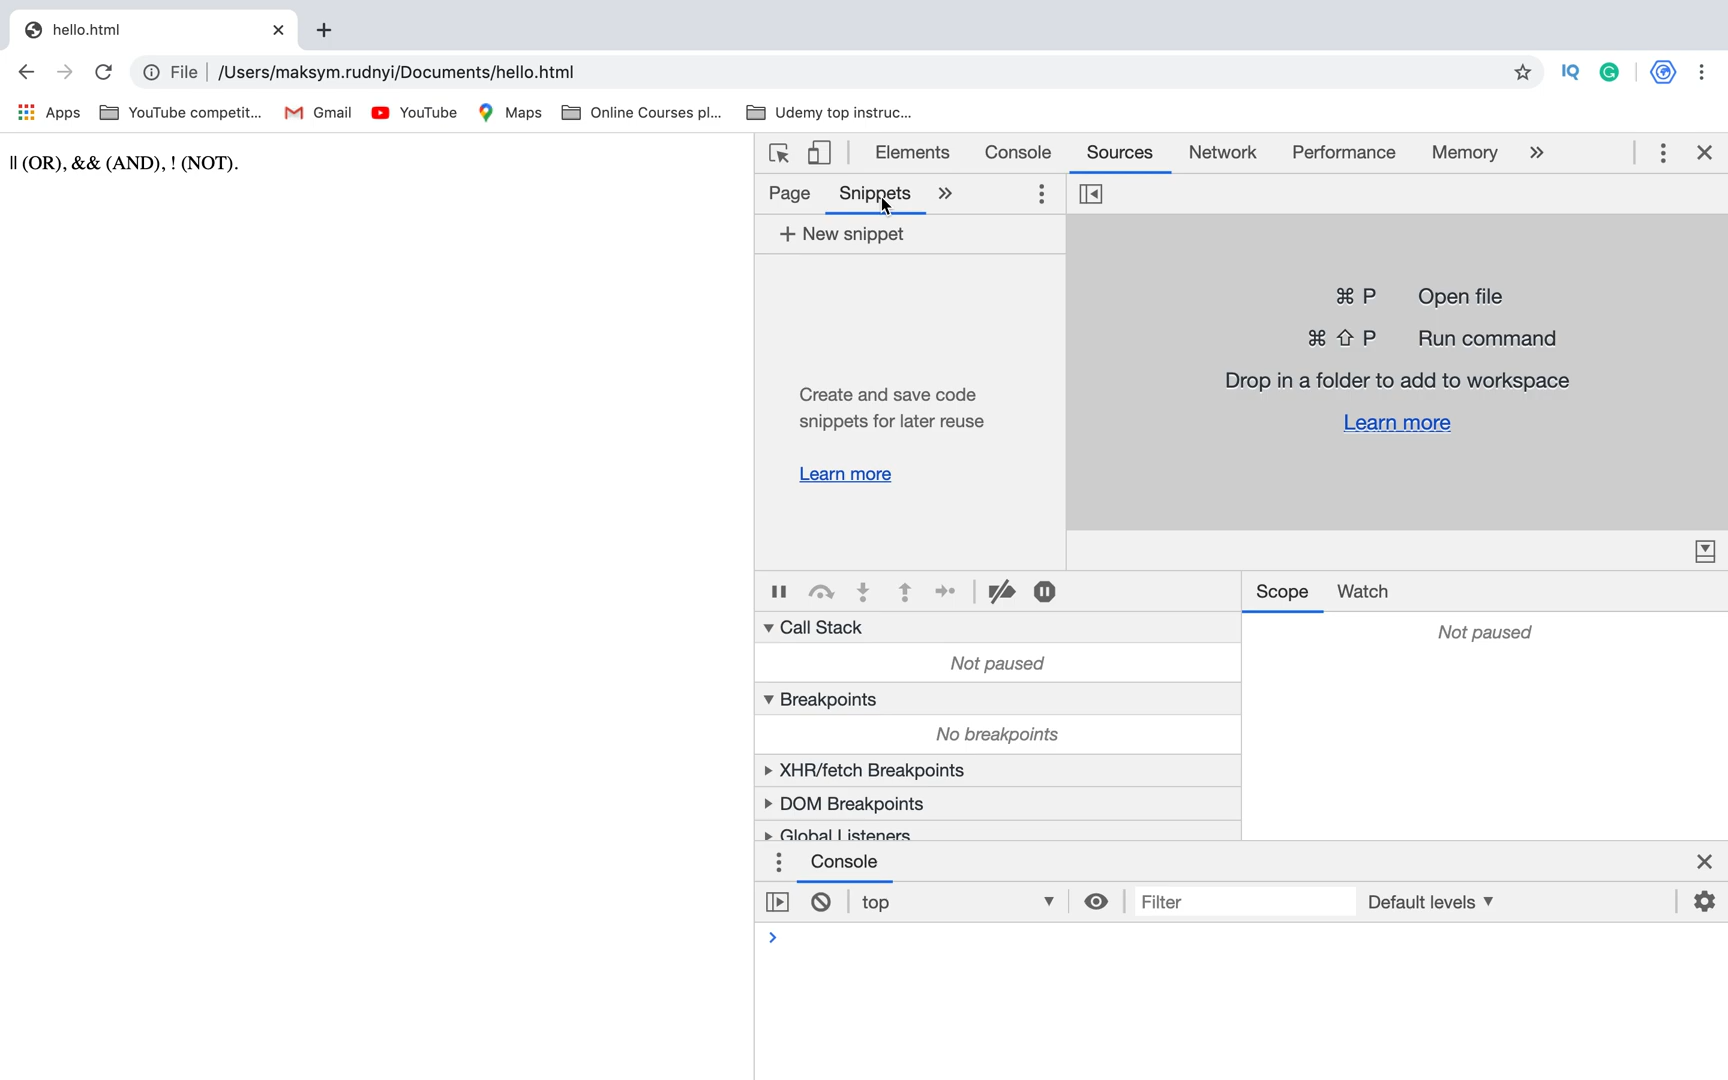 hello.html
File /Users/maksym.rudnyi/Documents/hello.html
IQ
Apps YouTube competit... Gmail YouTube Maps Online Courses pl... Udemy top instruc...
|| (OR), && (AND), ! (NOT).
Elements Console Sources Network Performance Memory »
Page Snippets »
+ New snippet
Create and save code
snippets for later reuse
Learn more
⌘ P Open file
⌘ ⇧ P Run command
Drop in a folder to add to workspace
Learn more
Scope Watch
Not paused
Call Stack
Not paused
Breakpoints
No breakpoints
XHR/fetch Breakpoints
DOM Breakpoints
Global Listeners
Console
top Filter Default levels